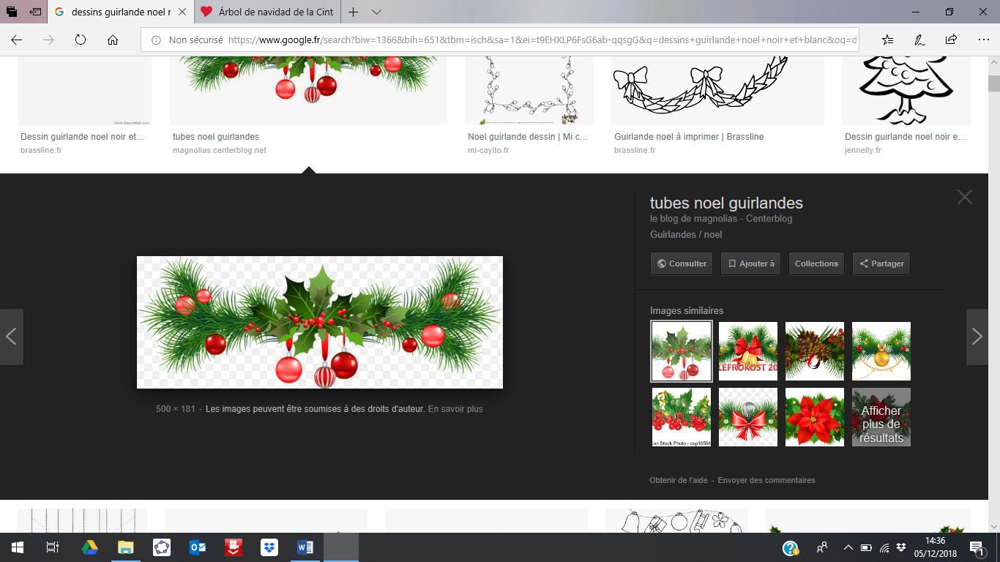 dessins guirlande noel r
Árbol de navidad de la Cint
Non sécurisé https://www.google.fr/search?biw=1366&bih=651&tbm=isch&sa=1&ei=t9EHXLP6FsG6ab-qqsgG&q=dessins+guirlande+noel+noir+et+blanc&oq=d
Dessin guirlande noel noir et...
brassline.fr
tubes noel guirlandes
magnolias.centerblog.net
Noel guirlande dessin | Mi c...
mi-cayito.fr
Guirlande noel à imprimer | Brassline
brassline.fr
Dessin guirlande noel noir e...
jennelly.fr
tubes noel guirlandes
le blog de magnolias - Centerblog
Guirlandes / noel
Consulter
Ajouter à
Collections
Partager
Images similaires
LEFROKOST 20
Can Stock Photo - csp16504
Afficher
plus de
résultats
500 × 181 - Les images peuvent être soumises à des droits d'auteur. En savoir plus
Obtenir de l'aide - Envoyer des commentaires
14:36
05/12/2018
1